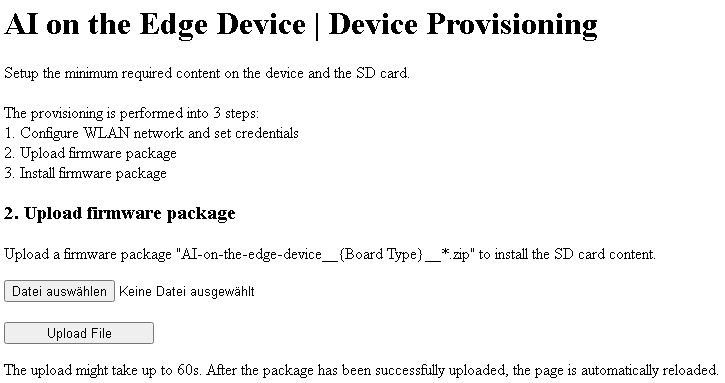 AI on the Edge Device | Device Provisioning
Setup the minimum required content on the device and the SD card.
The provisioning is performed into 3 steps:
1. Configure WLAN network and set credentials
2. Upload firmware package
3. Install firmware package
2. Upload firmware package
Upload a firmware package "AI-on-the-edge-device__{Board Type}__*.zip" to install the SD card content.
Datei auswählen Keine Datei ausgewählt
Upload File
The upload might take up to 60s. After the package has been successfully uploaded, the page is automatically reloaded.